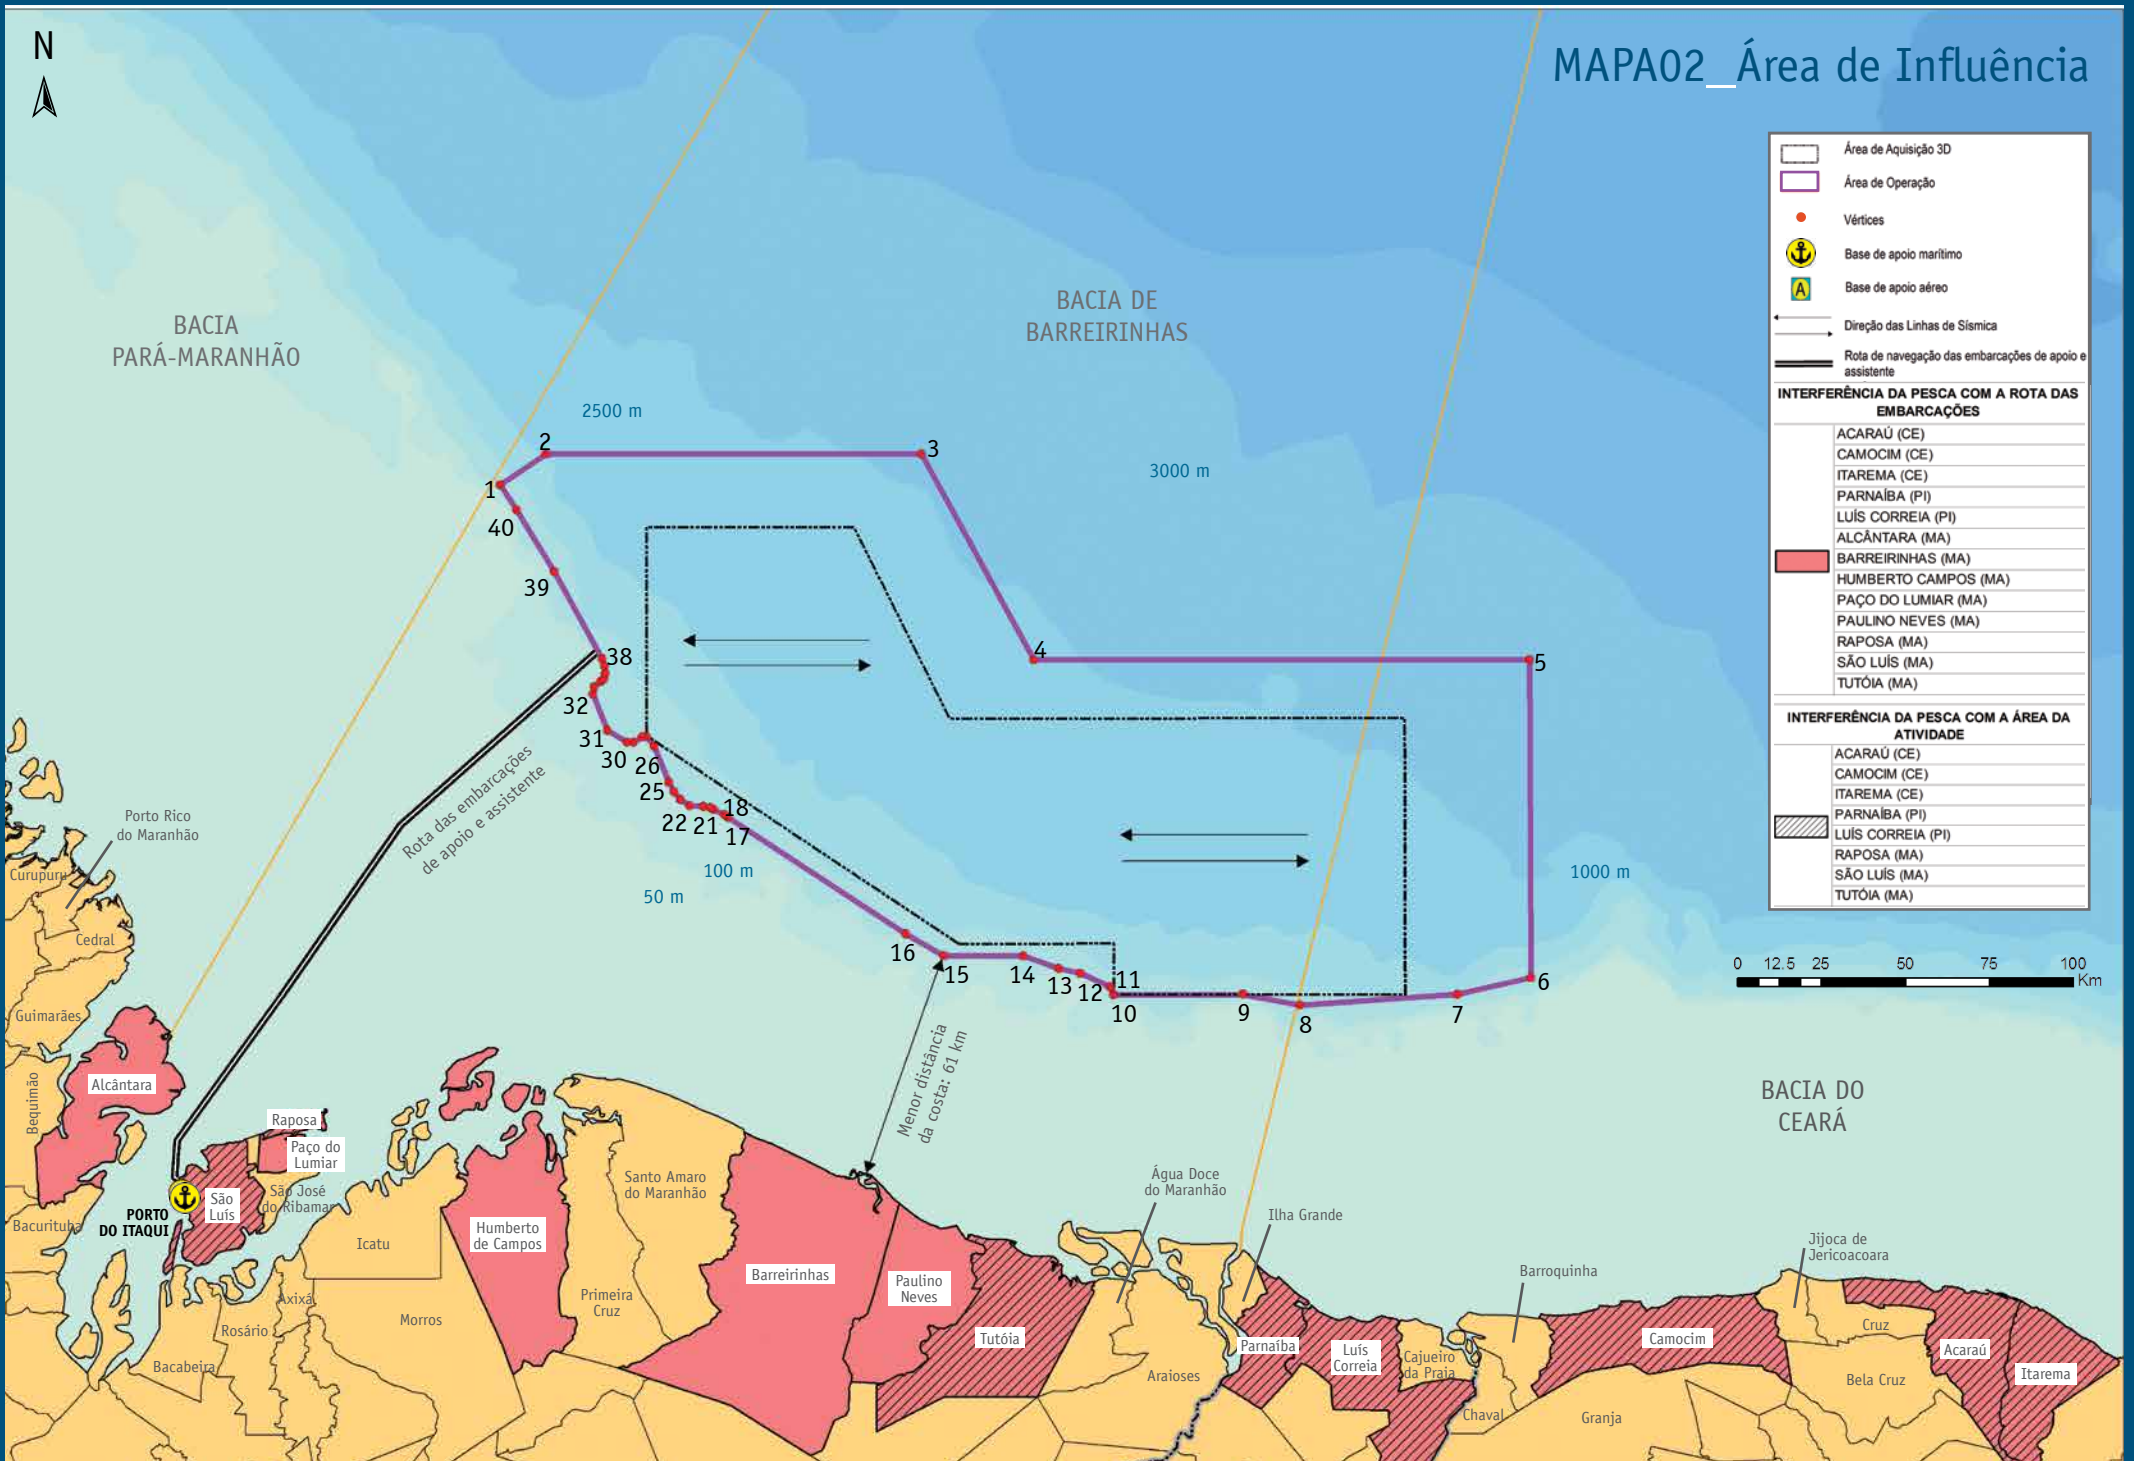 N
MAPA02_Área de Influência
Área de Aquisição 3D
Área de Operação
Vértices
Base de apoio marítimo
A
Base de apoio aéreo
Direção das Linhas de Sísmica
Rota de navegação das embarcações de apoio e
assistente
INTERFERÊNCIA DA PESCA COM A ROTA DAS
EMBARCAÇÕES
ACARAÚ (CE)
CAMOCIM (CE)
ITAREMA (CE)
PARNAÍBA (PI)
LUÍS CORREIA (PI)
ALCÂNTARA (MA)
BARREIRINHAS (MA)
HUMBERTO CAMPOS (MA)
PAÇO DO LUMIAR (MA)
PAULINO NEVES (MA)
RAPOSA (MA)
SÃO LUÍS (MA)
TUTÓIA (MA)
INTERFERÊNCIA DA PESCA COM A ÁREA DA
ATIVIDADE
ACARAÚ (CE)
CAMOCIM (CE)
ITAREMA (CE)
PARNAÍBA (PI)
LUÍS CORREIA (PI)
RAPOSA (MA)
SÃO LUÍS (MA)
TUTÓIA (MA)
0 12.5 25 50 75 100
Km
BACIA
PARÁ-MARANHÃO
BACIA DE
BARREIRINHAS
BACIA DO
CEARÁ
2500 m
3000 m
1000 m
100 m
50 m
1
2
3
4
5
6
7
8
9
10
11
12
13
14
15
16
17
18
21
22
25
26
30
31
32
38
39
40
Rota das embarcações
de apoio e assistente
Menor distância
da costa: 61 km
Porto Rico
do Maranhão
Curupuru
Cedral
Guimarães
Bequimão
Alcântara
Raposa
Paço do
Lumiar
São
Luís
São José
do Ribamar
PORTO
DO ITAQUI
Bacurituba
Icatu
Axixá
Rosário
Bacabeira
Morros
Humberto
de Campos
Primeira
Cruz
Santo Amaro
do Maranhão
Barreirinhas
Paulino
Neves
Tutóia
Água Doce
do Maranhão
Araioses
Ilha Grande
Parnaíba
Luís
Correia
Cajueiro
da Praia
Chaval
Barroquinha
Granja
Camocim
Jijoca de
Jericoacoara
Cruz
Bela Cruz
Acaraú
Itarema